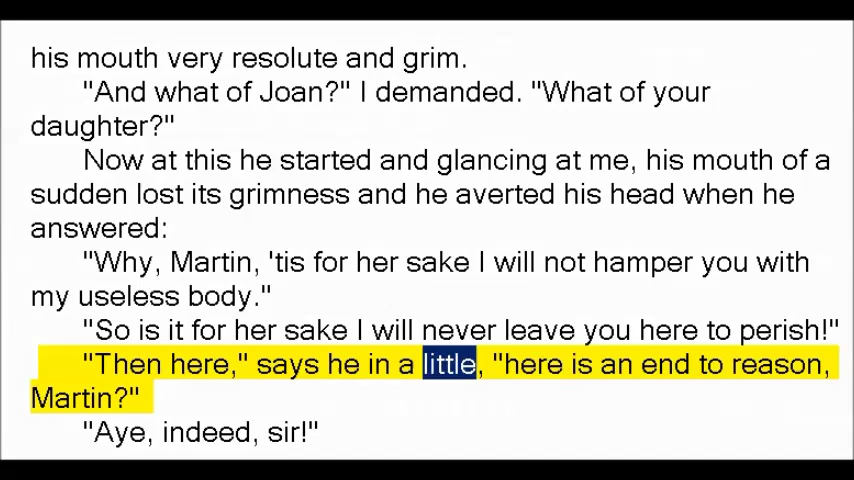 his mouth very resolute and grim.
"And what of Joan?" I demanded. "What of your
daughter?"
Now at this he started and glancing at me, his mouth of a
sudden lost its grimness and he averted his head when he
answered:
"Why, Martin, 'tis for her sake I will not hamper you with
my useless body."
"So is it for her sake I will never leave you here to perish!"
"Then here," says he in a little, "here is an end to reason,
Martin?"
"Aye, indeed, sir!"